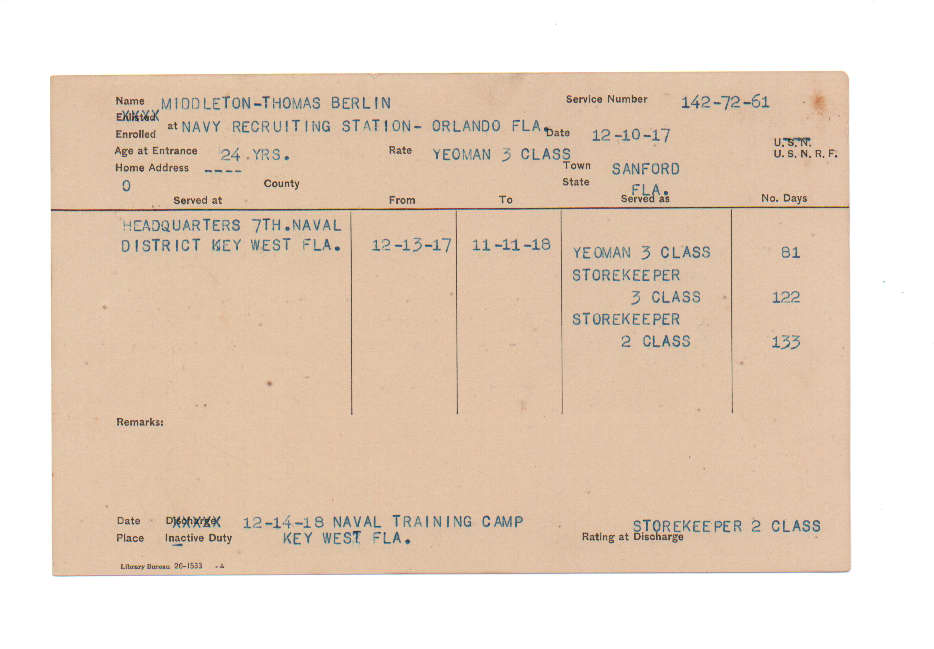 Name MIDDLETON-THOMAS BERLIN Service Number 142-72-61
Enlisted
Enrolled at NAVY RECRUITING STATION- ORLANDO FLA. Date 12-10-17
U.S.N.
U. S. N. R. F.
Age at Entrance 24 YRS. Rate YEOMAN 3 CLASS
Home Address ---- Town SANFORD
O County State FLA.
Served at From To Served as No. Days
HEADQUARTERS 7TH.NAVAL
DISTRICT KEY WEST FLA. 12-13-17 11-11-18
YEOMAN 3 CLASS 81
STOREKEEPER
3 CLASS 122
STOREKEEPER
2 CLASS 133
Remarks:
Date Discharge 12-14-18 NAVAL TRAINING CAMP STOREKEEPER 2 CLASS
Place Inactive Duty KEY WEST FLA. Rating at Discharge
Library Bureau 26-1533 -A